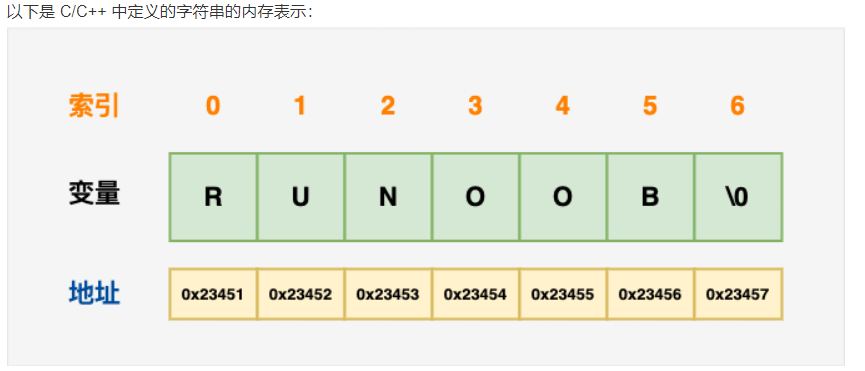 以下是 C/C++ 中定义的字符串的内存表示：
索引 0 1 2 3 4 5 6
变量 R U N O O B \0
地址 0x23451 0x23452 0x23453 0x23454 0x23455 0x23456 0x23457